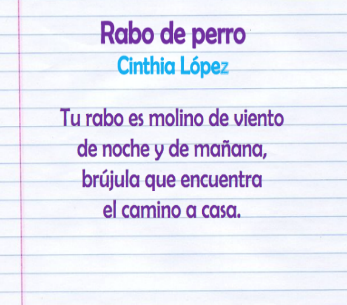 Rabo de perro
Cinthia López
Tu rabo es molino de viento
de noche y de mañana,
brújula que encuentra
el camino a casa.